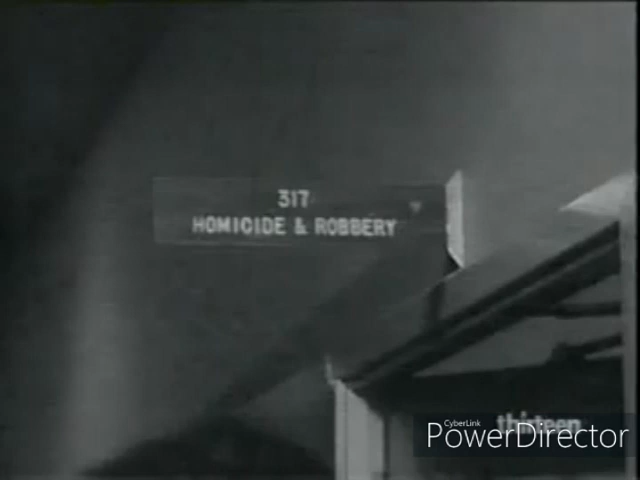 317
HOMICIDE & ROBBERY
thirteen
CyberLink
PowerDirector